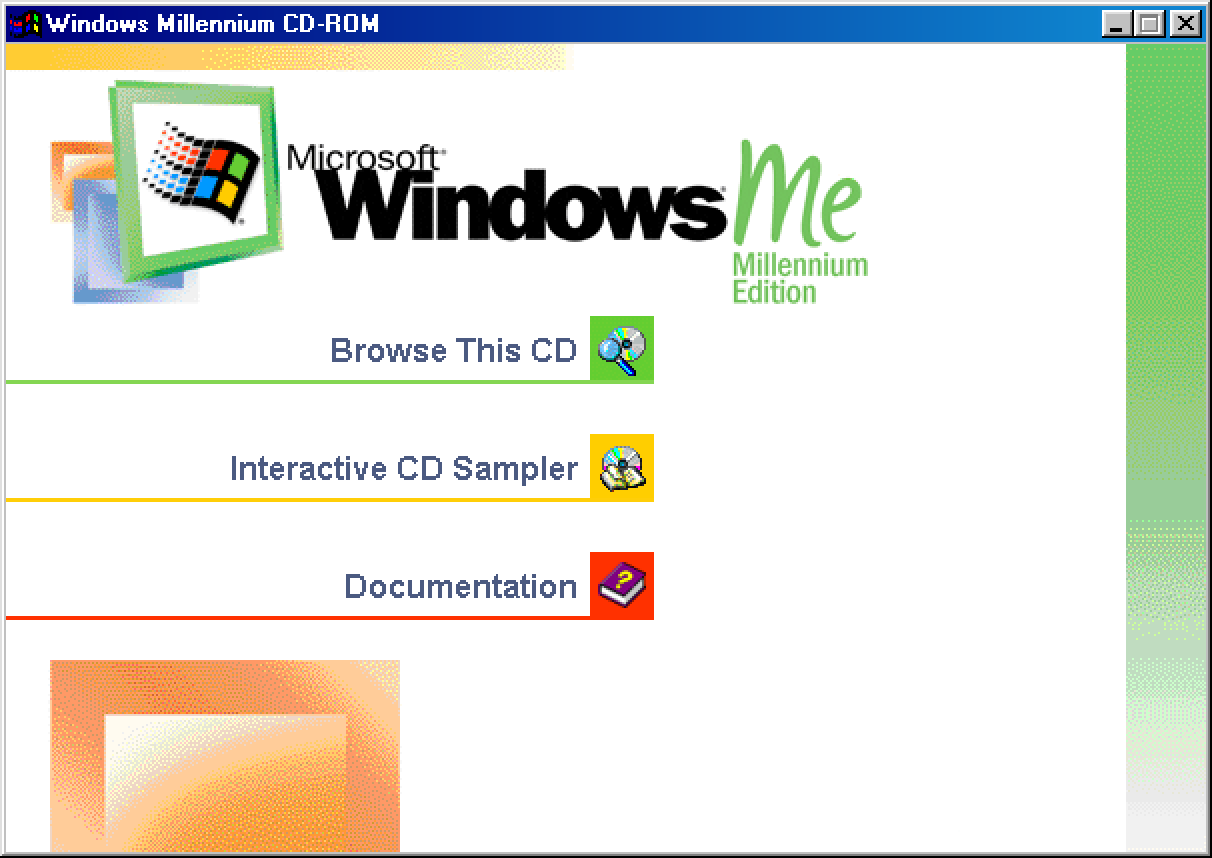 Windows Millennium CD-ROM
Microsoft®
Windows® Me
Millennium
Edition
Browse This CD
Interactive CD Sampler
Documentation